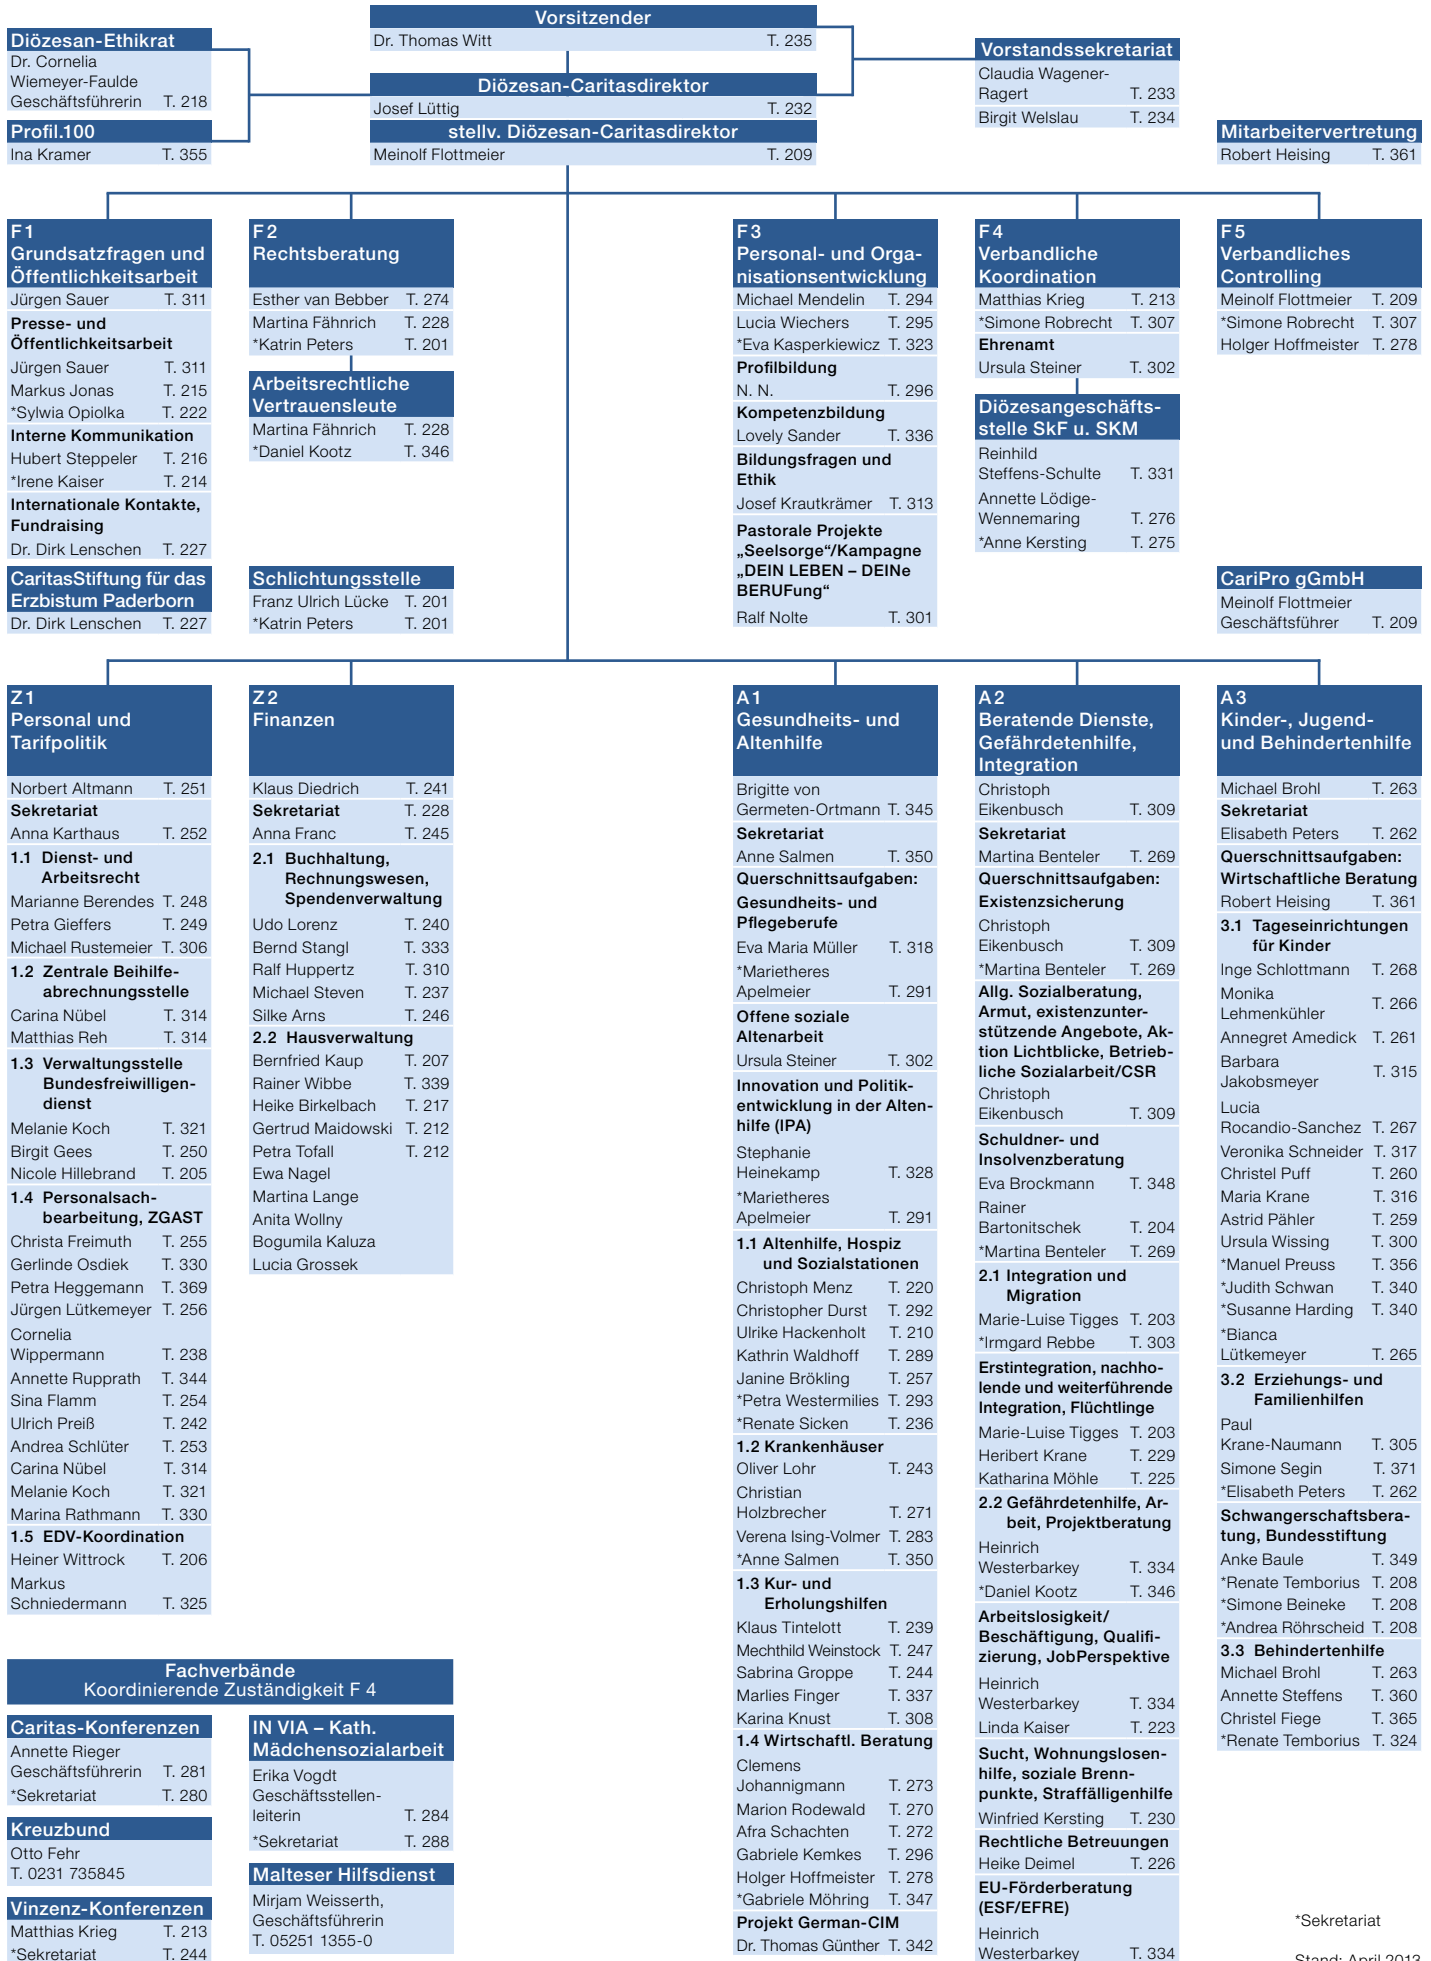 Vorsitzender
Dr. Thomas Witt T. 235
Diözesan-Ethikrat
Dr. Cornelia
Wiemeyer-Faulde
Geschäftsführerin T. 218
Profil.100
Ina Kramer T. 355
Diözesan-Caritasdirektor
Josef Lüttig T. 232
stellv. Diözesan-Caritasdirektor
Meinolf Flottmeier T. 209
Vorstandssekretariat
Claudia Wagener-
Ragert T. 233
Birgit Welslau T. 234
Mitarbeitervertretung
Robert Heising T. 361
F 1
Grundsatzfragen und
Öffentlichkeitsarbeit
Jürgen Sauer T. 311
Presse- und
Öffentlichkeitsarbeit
Jürgen Sauer T. 311
Markus Jonas T. 215
*Sylwia Opiolka T. 222
Interne Kommunikation
Hubert Steppeler T. 216
*Irene Kaiser T. 214
Internationale Kontakte,
Fundraising
Dr. Dirk Lenschen T. 227
CaritasStiftung für das
Erzbistum Paderborn
Dr. Dirk Lenschen T. 227
F 2
Rechtsberatung
Esther van Bebber T. 274
Martina Fähnrich T. 228
*Katrin Peters T. 201
Arbeitsrechtliche
Vertrauensleute
Martina Fähnrich T. 228
*Daniel Kootz T. 346
Schlichtungsstelle
Franz Ulrich Lücke T. 201
*Katrin Peters T. 201
F 3
Personal- und Orga-
nisationsentwicklung
Michael Mendelin T. 294
Lucia Wiechers T. 295
*Eva Kasperkiewicz T. 323
Profilbildung
N. N. T. 296
Kompetenzbildung
Lovely Sander T. 336
Bildungsfragen und
Ethik
Josef Krautkrämer T. 313
Pastorale Projekte
„Seelsorge“/Kampagne
„DEIN LEBEN – DEINe
BERUFung“
Ralf Nolte T. 301
F 4
Verbandliche
Koordination
Matthias Krieg T. 213
*Simone Robrecht T. 307
Ehrenamt
Ursula Steiner T. 302
Diözesangeschäfts-
stelle SkF u. SKM
Reinhild
Steffens-Schulte T. 331
Annette Lödige-
Wennemaring T. 276
*Anne Kersting T. 275
F 5
Verbandliches
Controlling
Meinolf Flottmeier T. 209
*Simone Robrecht T. 307
Holger Hoffmeister T. 278
CariPro gGmbH
Meinolf Flottmeier
Geschäftsführer T. 209
Z 1
Personal und
Tarifpolitik
Norbert Altmann T. 251
Sekretariat
Anna Karthaus T. 252
1.1 Dienst- und
Arbeitsrecht
Marianne Berendes T. 248
Petra Gieffers T. 249
Michael Rustemeier T. 306
1.2 Zentrale Beihilfe-
abrechnungsstelle
Carina Nübel T. 314
Matthias Reh T. 314
1.3 Verwaltungsstelle
Bundesfreiwilligen-
dienst
Melanie Koch T. 321
Birgit Gees T. 250
Nicole Hillebrand T. 205
1.4 Personalsach-
bearbeitung, ZGAST
Christa Freimuth T. 255
Gerlinde Osdiek T. 330
Petra Heggemann T. 369
Jürgen Lütkemeyer T. 256
Cornelia
Wippermann T. 238
Annette Rupprath T. 344
Sina Flamm T. 254
Ulrich Preiß T. 242
Andrea Schlüter T. 253
Carina Nübel T. 314
Melanie Koch T. 321
Marina Rathmann T. 330
1.5 EDV-Koordination
Heiner Wittrock T. 206
Markus
Schniedermann T. 325
Z 2
Finanzen
Klaus Diedrich T. 241
Sekretariat T. 228
Anna Franc T. 245
2.1 Buchhaltung,
Rechnungswesen,
Spendenverwaltung
Udo Lorenz T. 240
Bernd Stangl T. 333
Ralf Huppertz T. 310
Michael Steven T. 237
Silke Arns T. 246
2.2 Hausverwaltung
Bernfried Kaup T. 207
Rainer Wibbe T. 339
Heike Birkelbach T. 217
Gertrud Maidowski T. 212
Petra Tofall T. 212
Ewa Nagel
Martina Lange
Anita Wollny
Bogumila Kaluza
Lucia Grossek
A 1
Gesundheits- und
Altenhilfe
Brigitte von
Germeten-Ortmann T. 345
Sekretariat
Anne Salmen T. 350
Querschnittsaufgaben:
Gesundheits- und
Pflegeberufe
Eva Maria Müller T. 318
*Marietheres
Apelmeier T. 291
Offene soziale
Altenarbeit
Ursula Steiner T. 302
Innovation und Politik-
entwicklung in der Alten-
hilfe (IPA)
Stephanie
Heinekamp T. 328
*Marietheres
Apelmeier T. 291
1.1 Altenhilfe, Hospiz
und Sozialstationen
Christoph Menz T. 220
Christopher Durst T. 292
Ulrike Hackenholt T. 210
Kathrin Waldhoff T. 289
Janine Brökling T. 257
*Petra Westermilies T. 293
*Renate Sicken T. 236
1.2 Krankenhäuser
Oliver Lohr T. 243
Christian
Holzbrecher T. 271
Verena Ising-Volmer T. 283
*Anne Salmen T. 350
1.3 Kur- und
Erholungshilfen
Klaus Tintelott T. 239
Mechthild Weinstock T. 247
Sabrina Groppe T. 244
Marlies Finger T. 337
Karina Knust T. 308
1.4 Wirtschaftl. Beratung
Clemens
Johannigmann T. 273
Marion Rodewald T. 270
Afra Schachten T. 272
Gabriele Kemkes T. 296
Holger Hoffmeister T. 278
*Gabriele Möhring T. 347
Projekt German-CIM
Dr. Thomas Günther T. 342
A 2
Beratende Dienste,
Gefährdetenhilfe,
Integration
Christoph
Eikenbusch T. 309
Sekretariat
Martina Benteler T. 269
Querschnittsaufgaben:
Existenzsicherung
Christoph
Eikenbusch T. 309
*Martina Benteler T. 269
Allg. Sozialberatung,
Armut, existenzunter-
stützende Angebote, Ak-
tion Lichtblicke, Betrieb-
liche Sozialarbeit/CSR
Christoph
Eikenbusch T. 309
Schuldner- und
Insolvenzberatung
Eva Brockmann T. 348
Rainer
Bartonitschek T. 204
*Martina Benteler T. 269
2.1 Integration und
Migration
Marie-Luise Tigges T. 203
*Irmgard Rebbe T. 303
Erstintegration, nachho-
lende und weiterführende
Integration, Flüchtlinge
Marie-Luise Tigges T. 203
Heribert Krane T. 229
Katharina Möhle T. 225
2.2 Gefährdetenhilfe, Ar-
beit, Projektberatung
Heinrich
Westerbarkey T. 334
*Daniel Kootz T. 346
Arbeitslosigkeit/
Beschäftigung, Qualifi-
zierung, JobPerspektive
Heinrich
Westerbarkey T. 334
Linda Kaiser T. 223
Sucht, Wohnungslosen-
hilfe, soziale Brenn-
punkte, Straffälligenhilfe
Winfried Kersting T. 230
Rechtliche Betreuungen
Heike Deimel T. 226
EU-Förderberatung
(ESF/EFRE)
Heinrich
Westerbarkey T. 334
A 3
Kinder-, Jugend-
und Behindertenhilfe
Michael Brohl T. 263
Sekretariat
Elisabeth Peters T. 262
Querschnittsaufgaben:
Wirtschaftliche Beratung
Robert Heising T. 361
3.1 Tageseinrichtungen
für Kinder
Inge Schlottmann T. 268
Monika
Lehmenkühler T. 266
Annegret Amedick T. 261
Barbara
Jakobsmeyer T. 315
Lucia
Rocandio-Sanchez T. 267
Veronika Schneider T. 317
Christel Puff T. 260
Maria Krane T. 316
Astrid Pähler T. 259
Ursula Wissing T. 300
*Manuel Preuss T. 356
*Judith Schwan T. 340
*Susanne Harding T. 340
*Bianca
Lütkemeyer T. 265
3.2 Erziehungs- und
Familienhilfen
Paul
Krane-Naumann T. 305
Simone Segin T. 371
*Elisabeth Peters T. 262
Schwangerschaftsbera-
tung, Bundesstiftung
Anke Baule T. 349
*Renate Temborius T. 208
*Simone Beineke T. 208
*Andrea Röhrscheid T. 208
3.3 Behindertenhilfe
Michael Brohl T. 263
Annette Steffens T. 360
Christel Fiege T. 365
*Renate Temborius T. 324
Fachverbände
Koordinierende Zuständigkeit F 4
Caritas-Konferenzen
Annette Rieger
Geschäftsführerin T. 281
*Sekretariat T. 280
Kreuzbund
Otto Fehr
T. 0231 735845
Vinzenz-Konferenzen
Matthias Krieg T. 213
*Sekretariat T. 244
IN VIA – Kath.
Mädchensozialarbeit
Erika Vogdt
Geschäftsstellen-
leiterin T. 284
*Sekretariat T. 288
Malteser Hilfsdienst
Mirjam Weisserth,
Geschäftsführerin
T. 05251 1355-0
*Sekretariat
Stand: April 2013